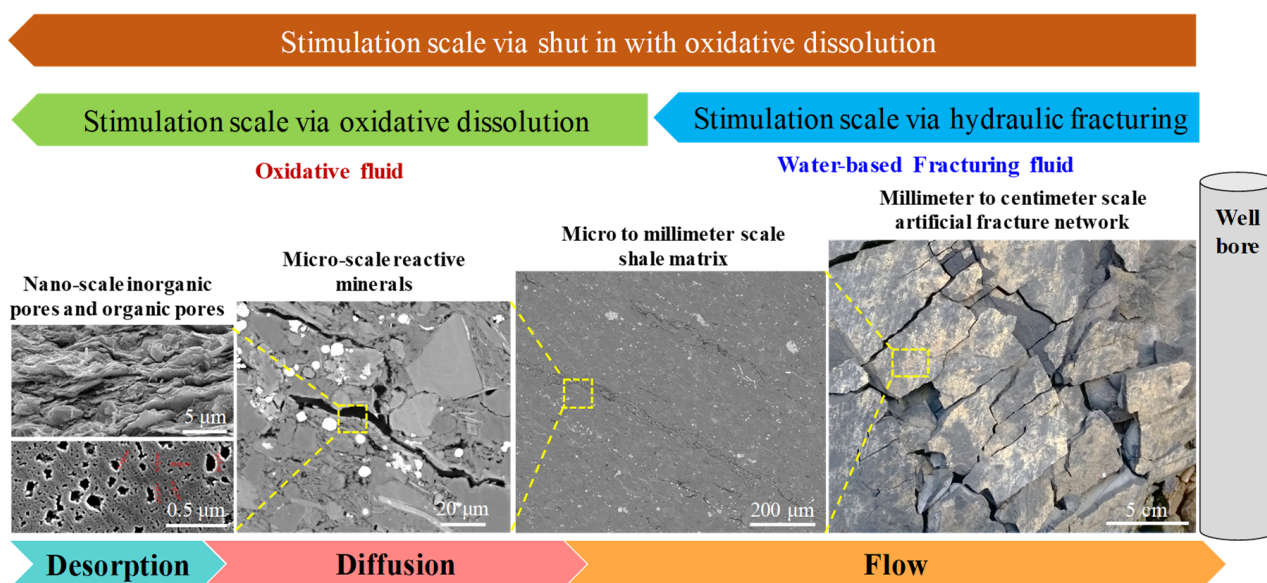 Stimulation scale via shut in with oxidative dissolution
Stimulation scale via oxidative dissolution
Stimulation scale via hydraulic fracturing
Oxidative fluid
Water-based Fracturing fluid
Well
bore
Millimeter to centimeter scale
artificial fracture network
Micro to millimeter scale
shale matrix
Micro-scale reactive
minerals
Nano-scale inorganic
pores and organic pores
5 μm
0.5 μm
20 μm
200 μm
5 cm
Desorption
Diffusion
Flow